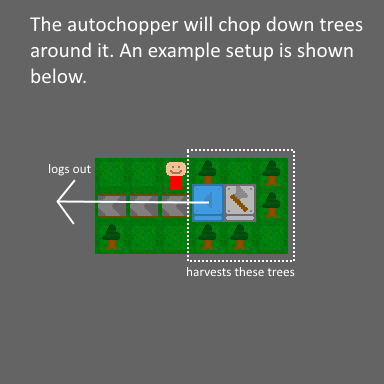 The autochopper will chop down trees
around it. An example setup is shown
below.
logs out
harvests these trees